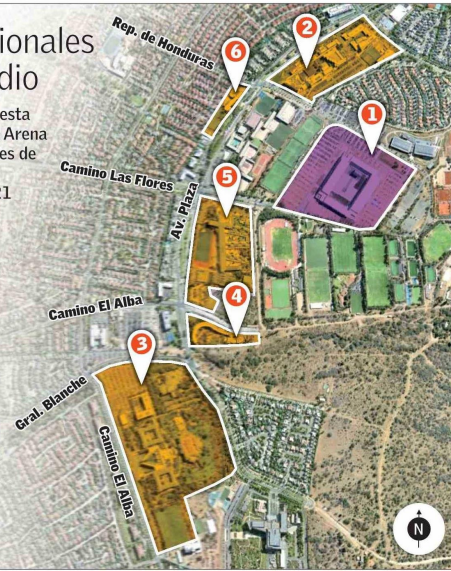 ionales
dio
esta
Arena
es de
21
Rep. de Honduras
6
2
1
Camino Las Flores
Av. Plaza
5
Camino El Alba
4
3
Gral. Blanche
Camino El Alba
N